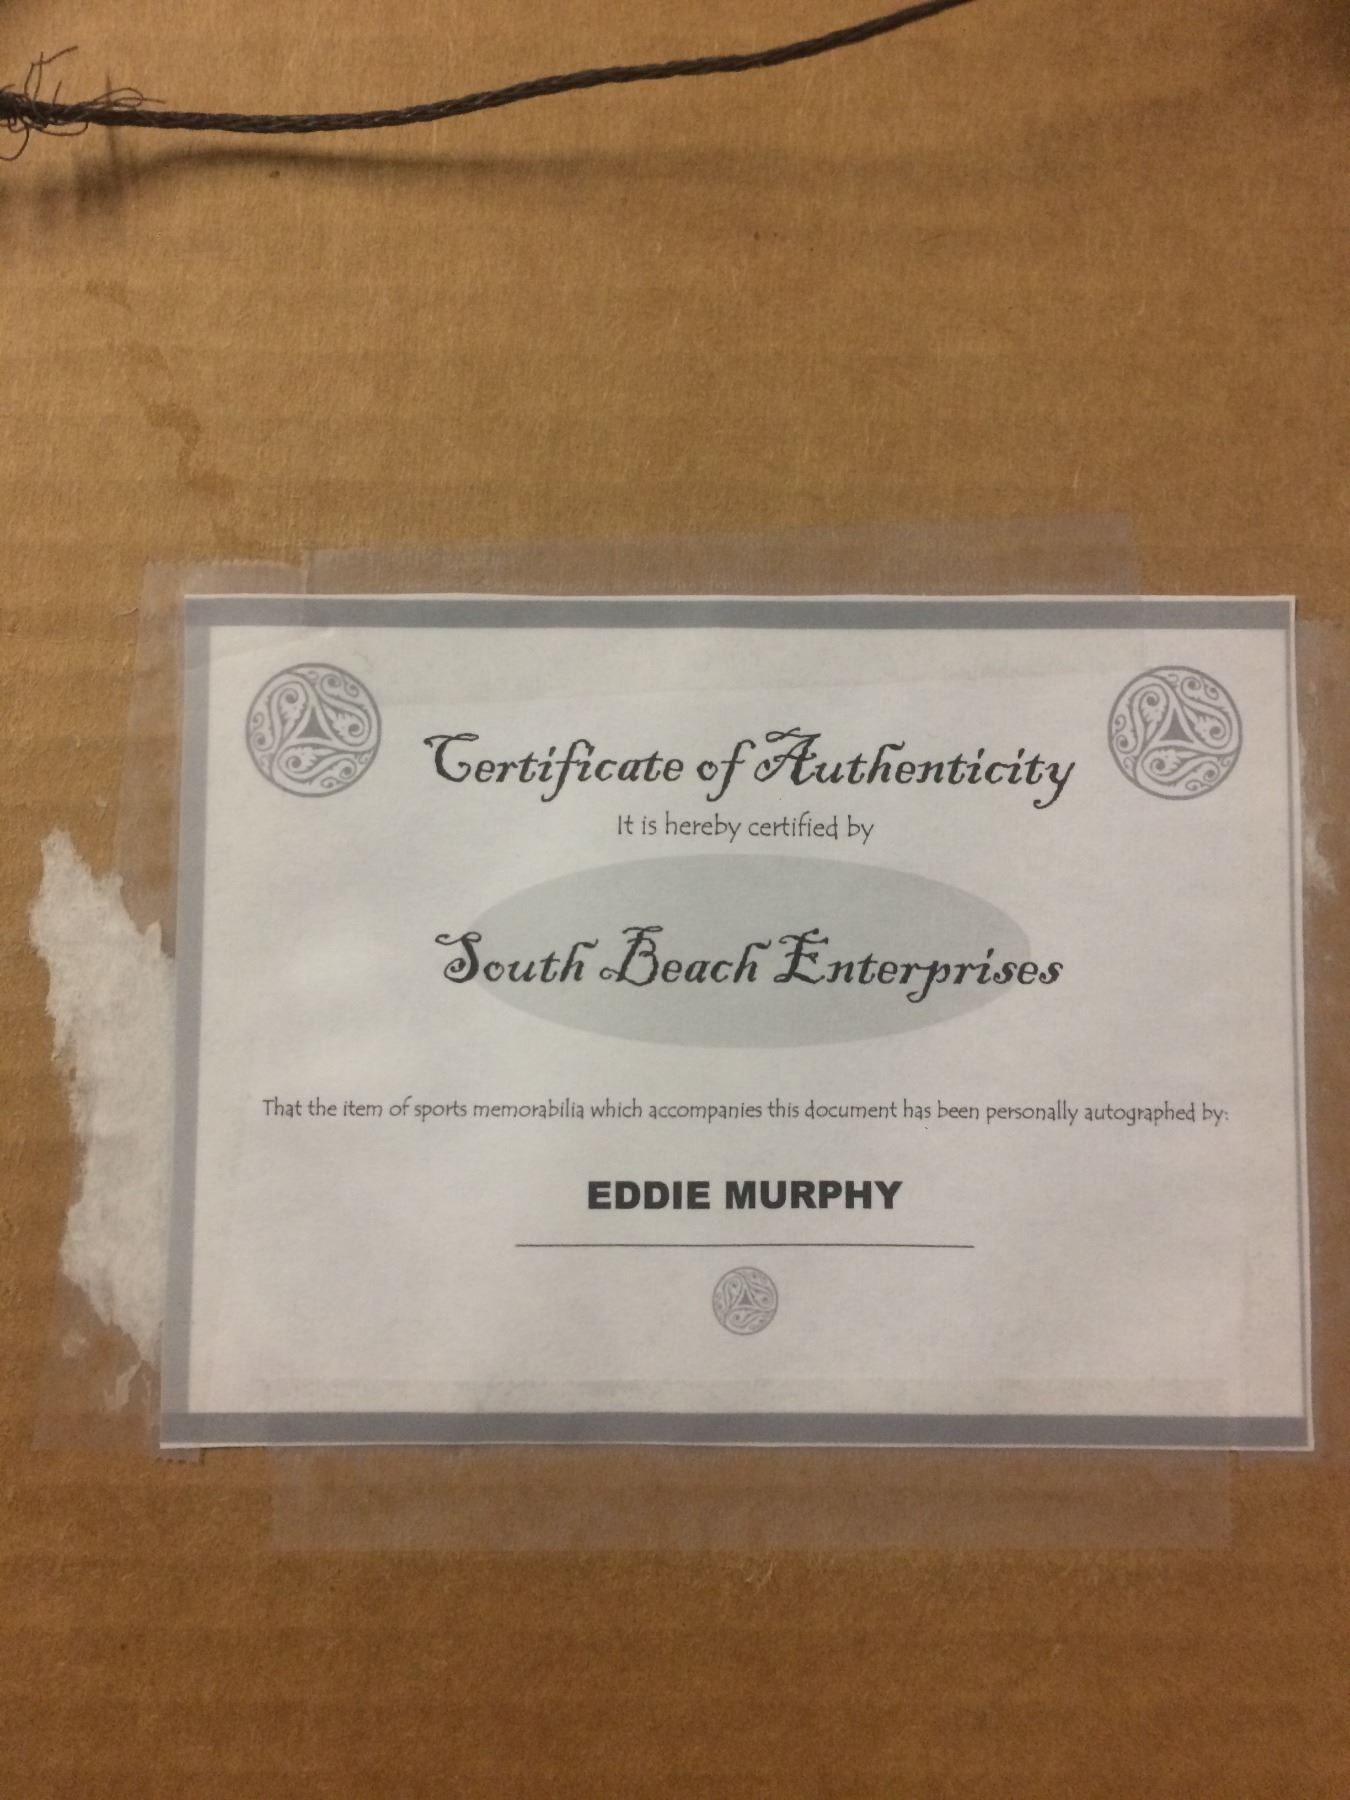 Certificate of Authenticity
It is hereby certified by
South Beach Enterprises
That the item of sports memorabilia which accompanies this document has been personally autographed by:
EDDIE MURPHY